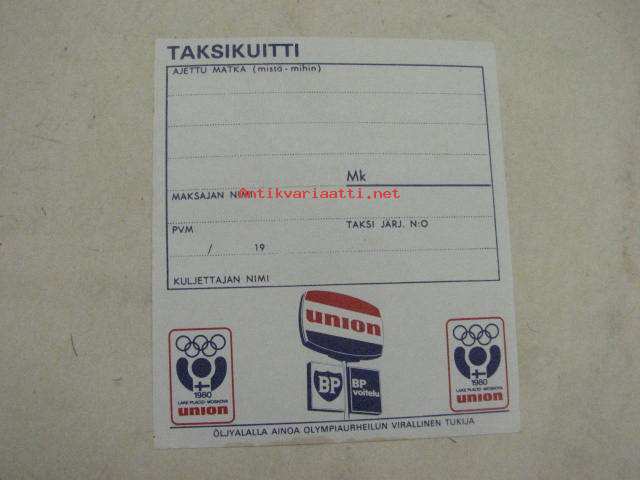 TAKSIKUITTI
AJETTU MATKA (mistä - mihin)
Mk
MAKSAJAN NIMI
Antikvariaatti.net
PVM
TAKSI JÄRJ. N:O
/ 19
KULJETTAJAN NIMI
union
BP
BP
voitelu
1980
LAKE PLACID-MOSKOVA
union
1980
LAKE PLACID-MOSKOVA
union
ÖLJYALALLA AINOA OLYMPIAURHEILUN VIRALLINEN TUKIJA